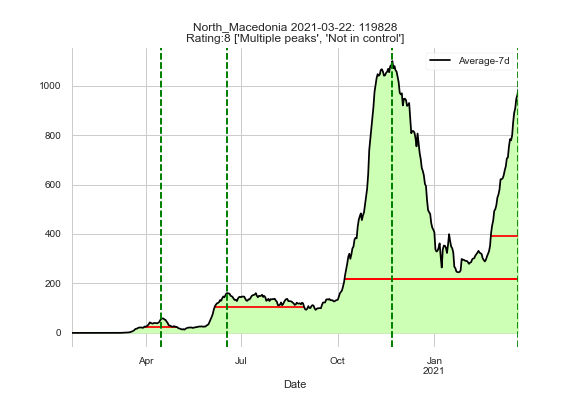 North_Macedonia 2021-03-22: 119828
Rating:8 ['Multiple peaks', 'Not in control']
Average-7d
1000
800
600
400
200
0
Apr
Jul
Oct
Jan
2021
Date